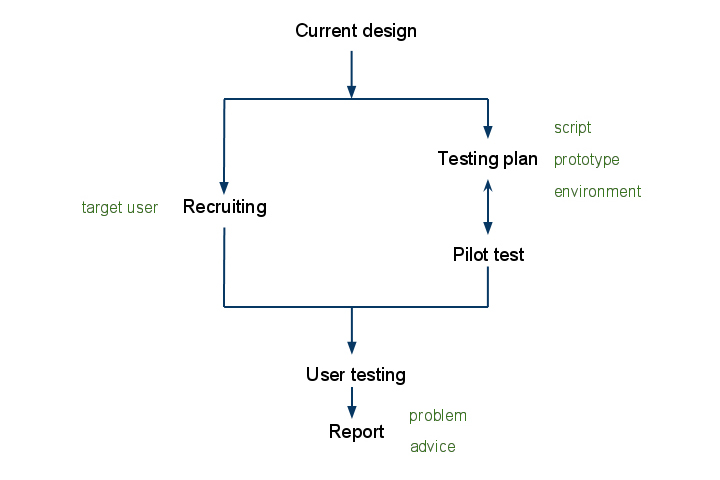 Current design
script
Testing plan
prototype
environment
target user
Recruiting
Pilot test
User testing
problem
Report
advice